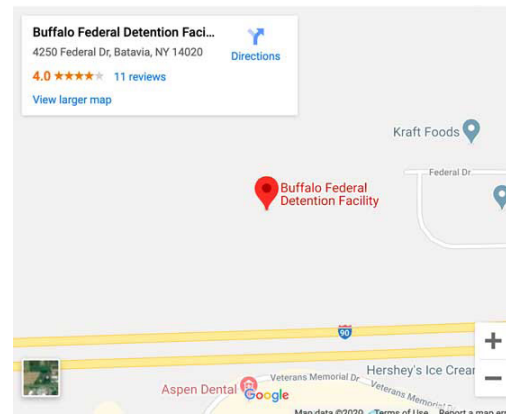 Buffalo Federal Detention Faci...
4250 Federal Dr, Batavia, NY 14020
4.0 ★★★★★ 11 reviews
View larger map
Directions
Kraft Foods
Federal Dr
Buffalo Federal
Detention Facility
90
+
−
Hershey's Ice Crear
Veterans Memorial Dr
Veterans Memorial Dr
Aspen Dental
Google
Map data ©2020 Terms of Use Report a map err